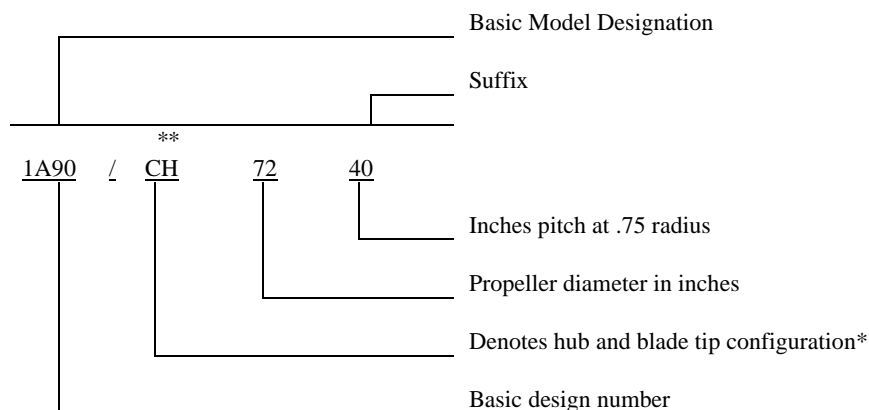 Basic Model Designation
Suffix
**
1A90 / CH 72 40
Inches pitch at .75 radius
Propeller diameter in inches
Denotes hub and blade tip configuration*
Basic design number